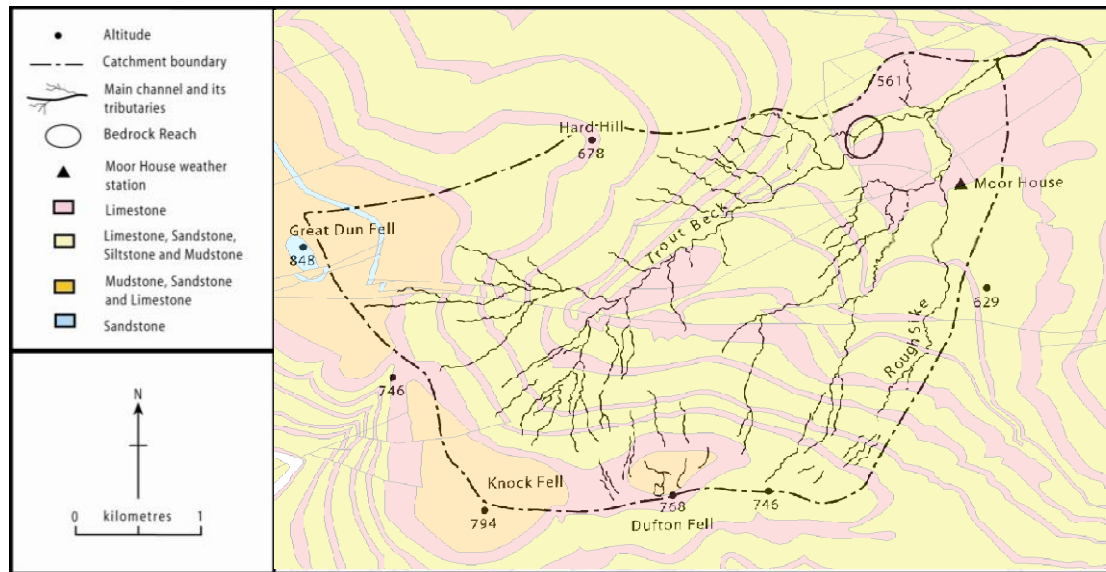 Altitude
Catchment boundary
Main channel and its
tributaries
Bedrock Reach
Moor House weather
station
Limestone
Limestone, Sandstone,
Siltstone and Mudstone
Mudstone, Sandstone
and Limestone
Sandstone
N
0 kilometres 1
561
Hard Hill
678
Moor House
Great Dun Fell
848
Trout Beck
629
Rough Sike
746
Knock Fell
794
768
746
Dufton Fell